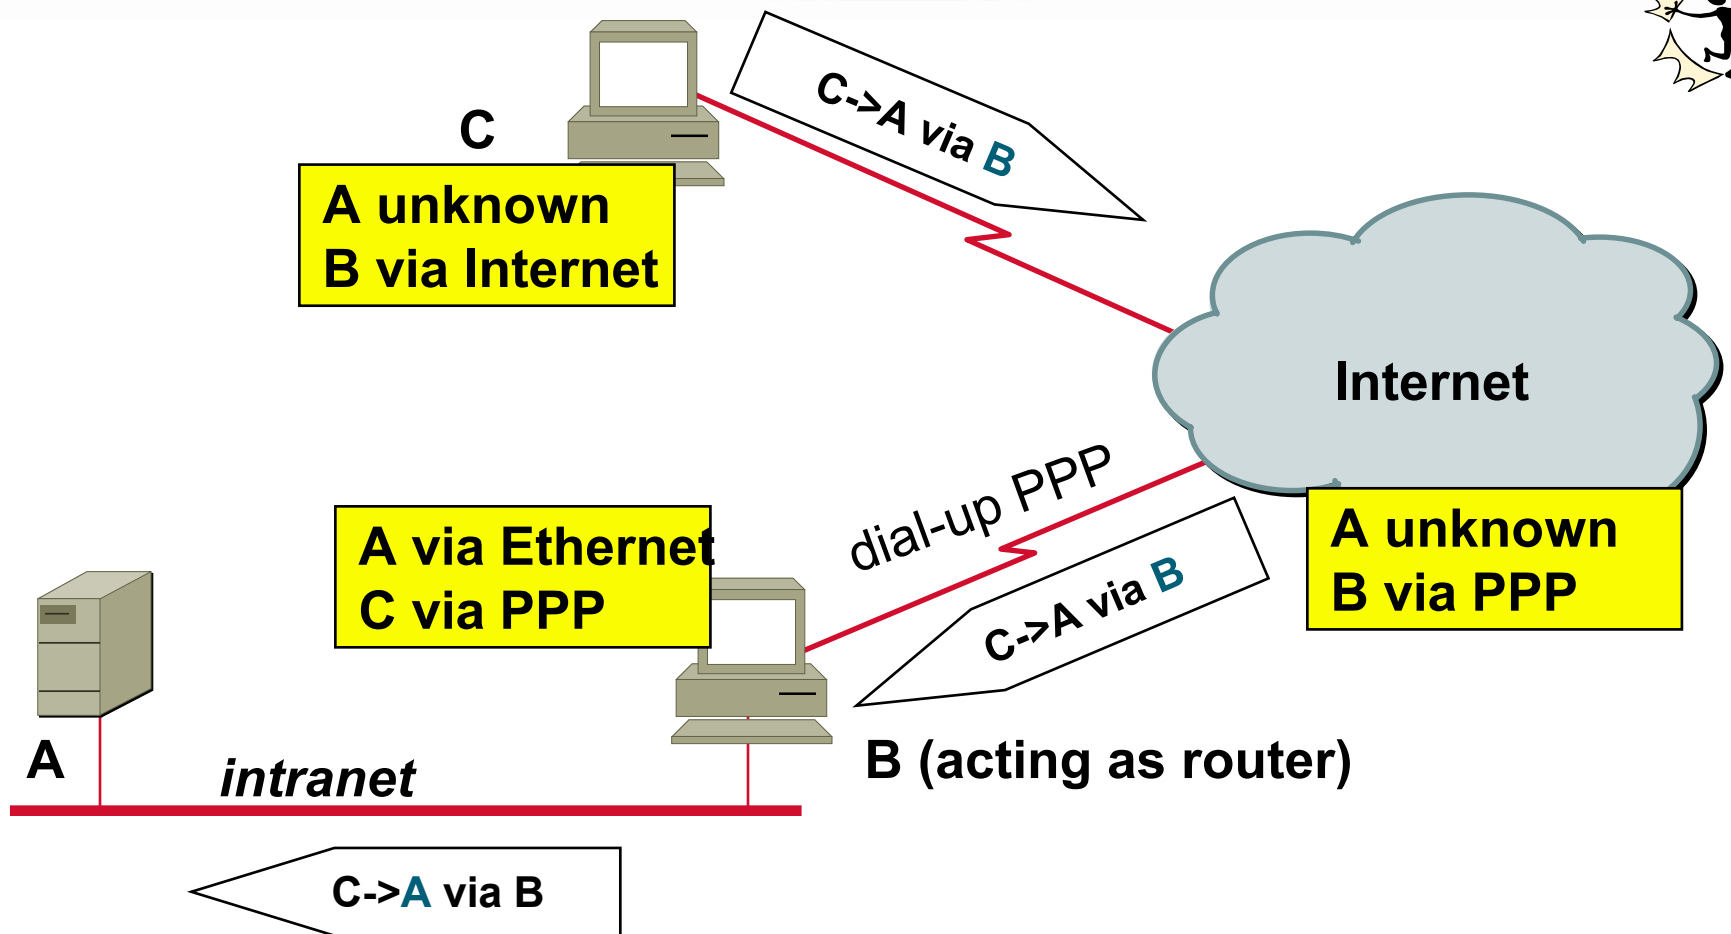 C->A via B
C
A unknown
B via Internet
Internet
dial-up PPP
A via Ethernet
C via PPP
A unknown
B via PPP
C->A via B
A
intranet
B (acting as router)
C->A via B